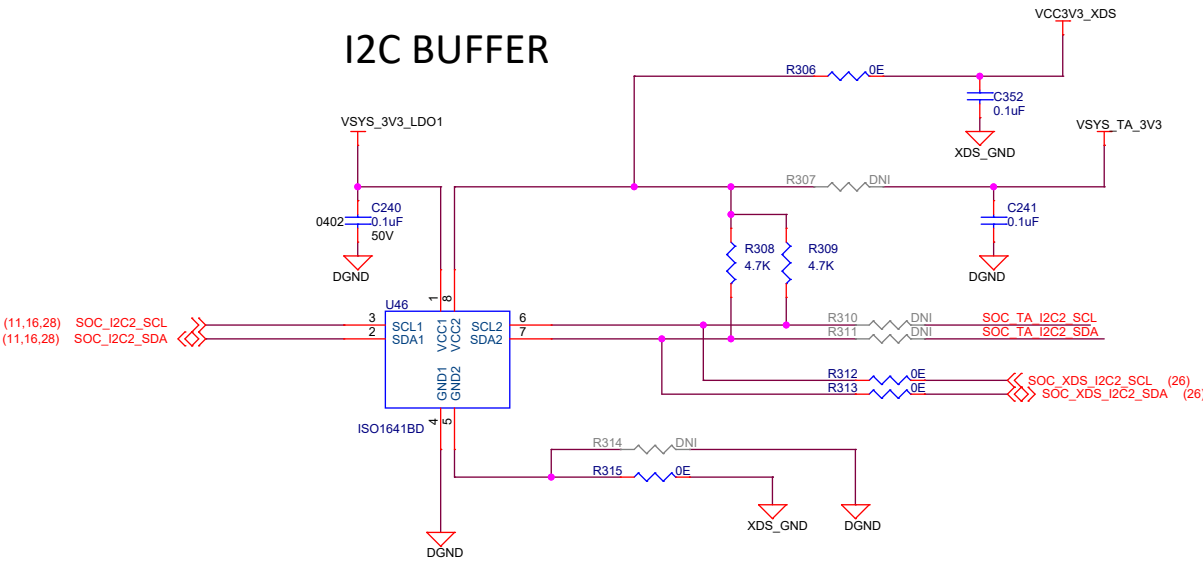 I2C BUFFER
VCC3V3_XDS
R306 0E
C352
0.1uF
XDS_GND
VSYS_3V3_LDO1
VSYS_TA_3V3
R307 DNI
C240
0402 0.1uF
50V
DGND
C241
0.1uF
DGND
R308
4.7K
R309
4.7K
U46
1 8
VCC1 VCC2
(11,16,28) SOC_I2C2_SCL 3 SCL1 SCL2 6 R310 DNI SOC_TA_I2C2_SCL
(11,16,28) SOC_I2C2_SDA 2 SDA1 SDA2 7 R311 DNI SOC_TA_I2C2_SDA
R312 0E SOC_XDS_I2C2_SCL (26)
R313 0E SOC_XDS_I2C2_SDA (26)
GND1 GND2
4 5
ISO1641BD
R314 DNI
R315 0E
XDS_GND
DGND
DGND